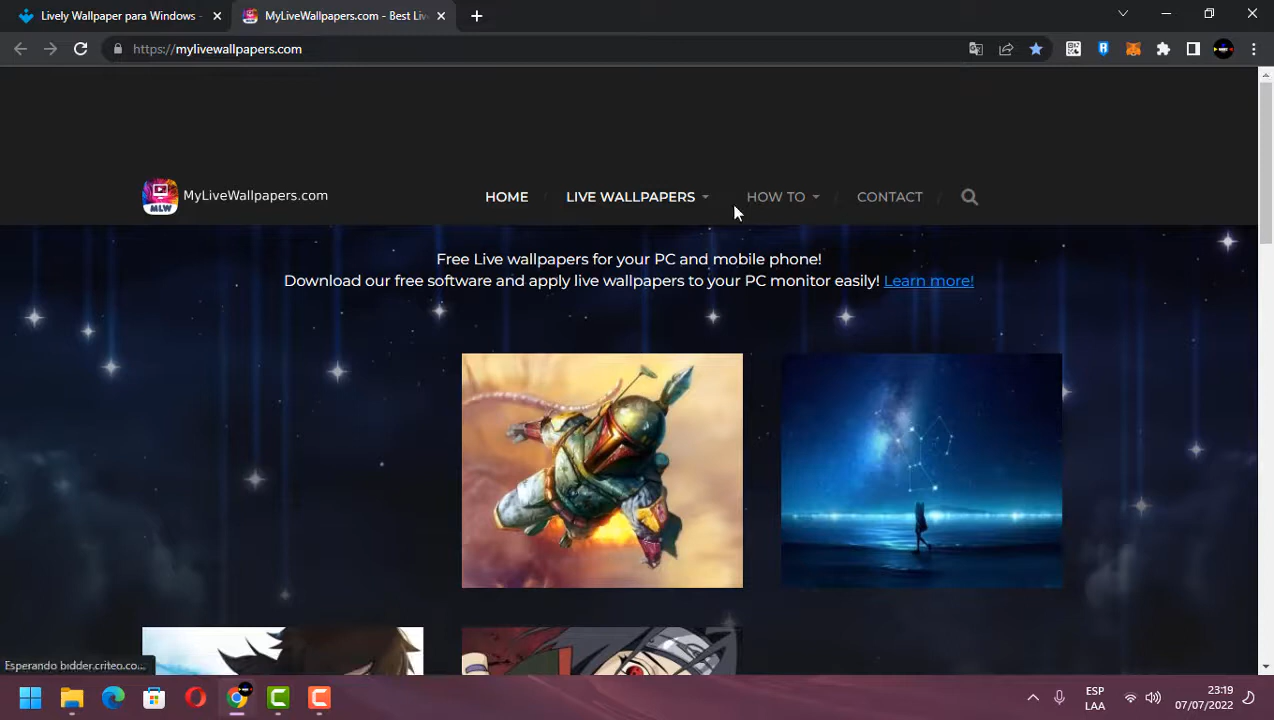 Lively Wallpaper para Windows -
MyLiveWallpapers.com - Best Liv
https://mylivewallpapers.com
MLW
MyLiveWallpapers.com
HOME
LIVE WALLPAPERS
HOW TO
CONTACT
Free Live wallpapers for your PC and mobile phone!
Download our free software and apply live wallpapers to your PC monitor easily! Learn more!
Esperando bidder.criteo.co...
ESP
LAA
23:19
07/07/2022